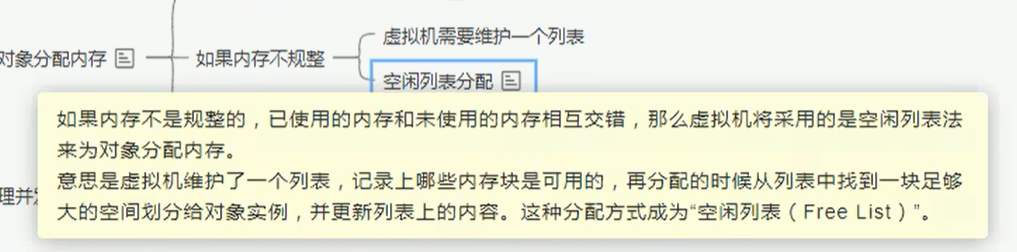 虚拟机需要维护一个列表
对象分配内存
如果内存不规整
空闲列表分配
如果内存不是规整的，已使用的内存和未使用的内存相互交错，那么虚拟机将采用的是空闲列表法
来为对象分配内存。
意思是虚拟机维护了一个列表，记录上哪些内存块是可用的，再分配的时候从列表中找到一块足够
理并发
大的空间划分给对象实例，并更新列表上的内容。这种分配方式成为“空闲列表（Free List）”。